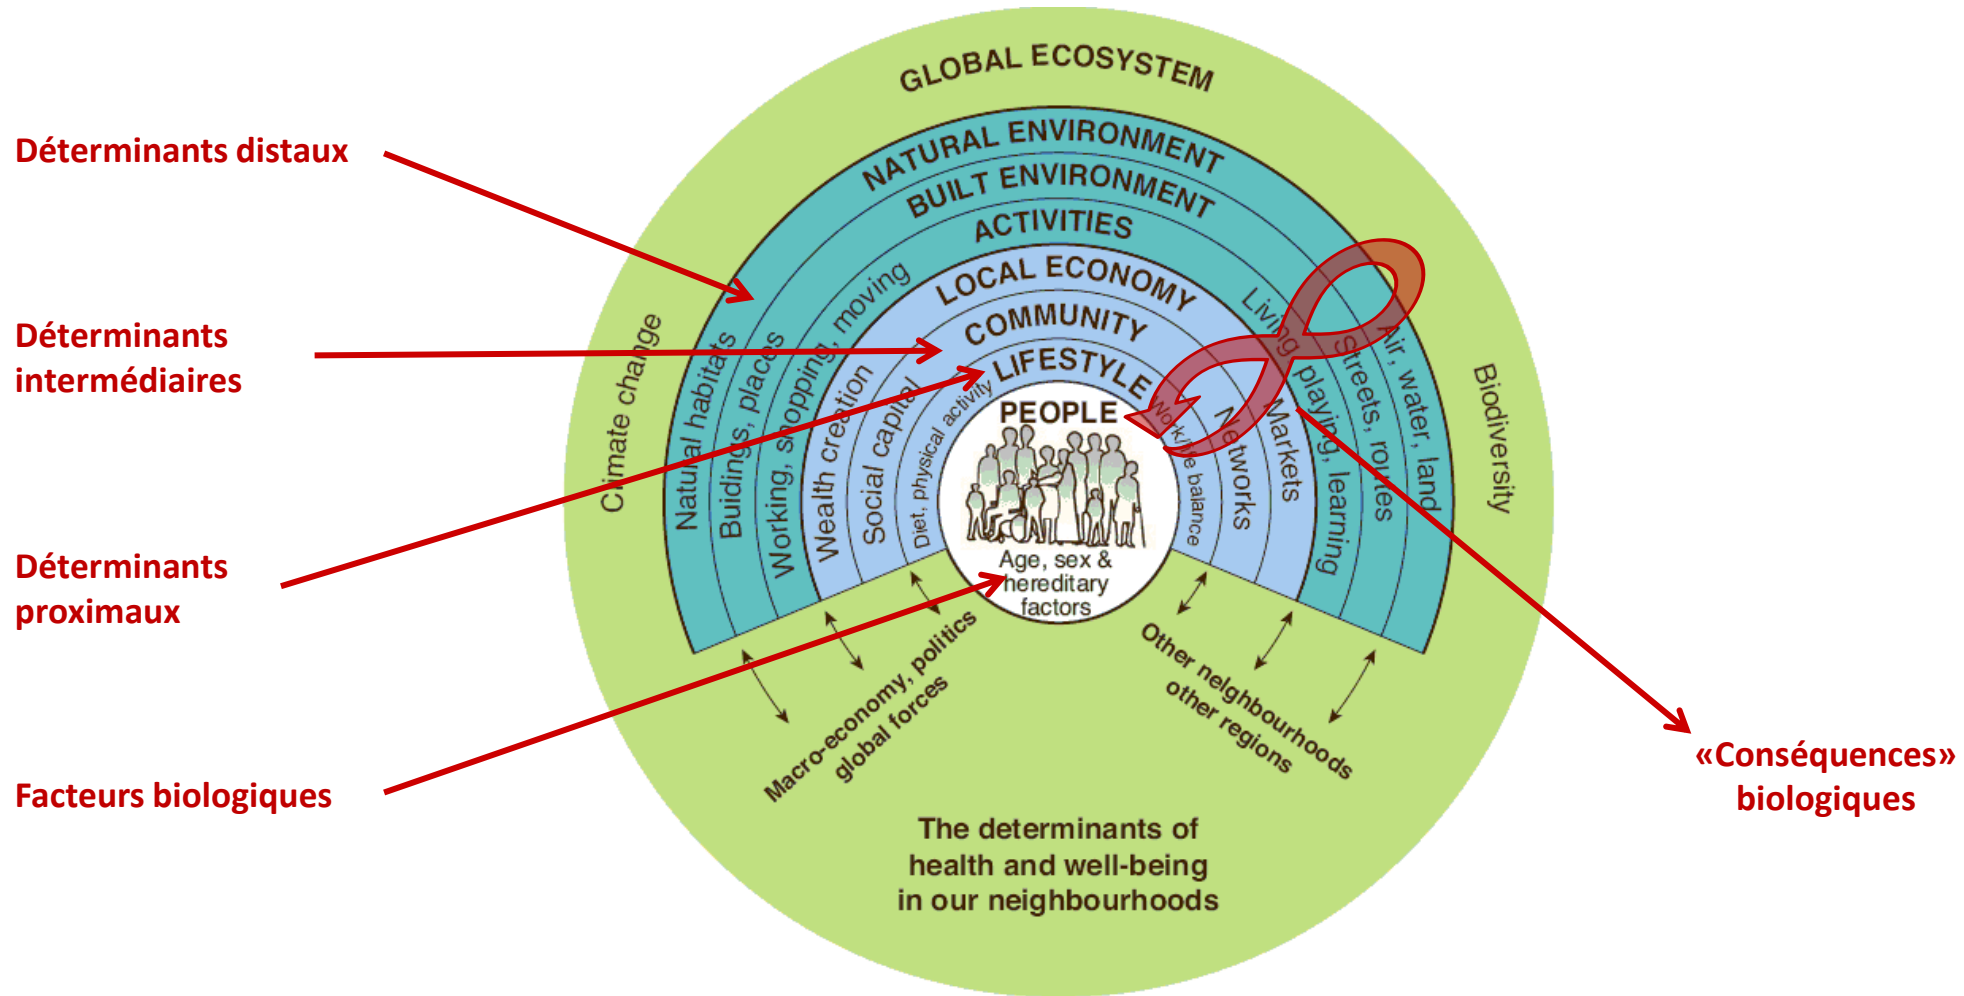 GLOBAL ECOSYSTEM
NATURAL ENVIRONMENT
BUILT ENVIRONMENT
ACTIVITIES
LOCAL ECONOMY
COMMUNITY
LIFESTYLE
PEOPLE
Age, sex &
hereditary
factors
Déterminants distaux
Déterminants
intermédiaires
Déterminants
proximaux
Facteurs biologiques
Climate change
Natural habitats
Buidings, places
Working, shopping, moving
Wealth creation
Social capital
Diet, physical activity
Work/life balance
Networks
Markets
Living, playing, learning
Streets, routes
Air, water, land
Biodiversity
Macro-economy, politics
global forces
Other nelghbourhoods
other regions
«Conséquences»
biologiques
The determinants of
health and well-being
in our neighbourhoods